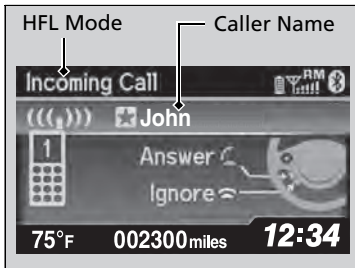 HFL Mode Caller Name
Incoming Call RM
John
1
Answer
Ignore
75°F 002300 miles 12:34